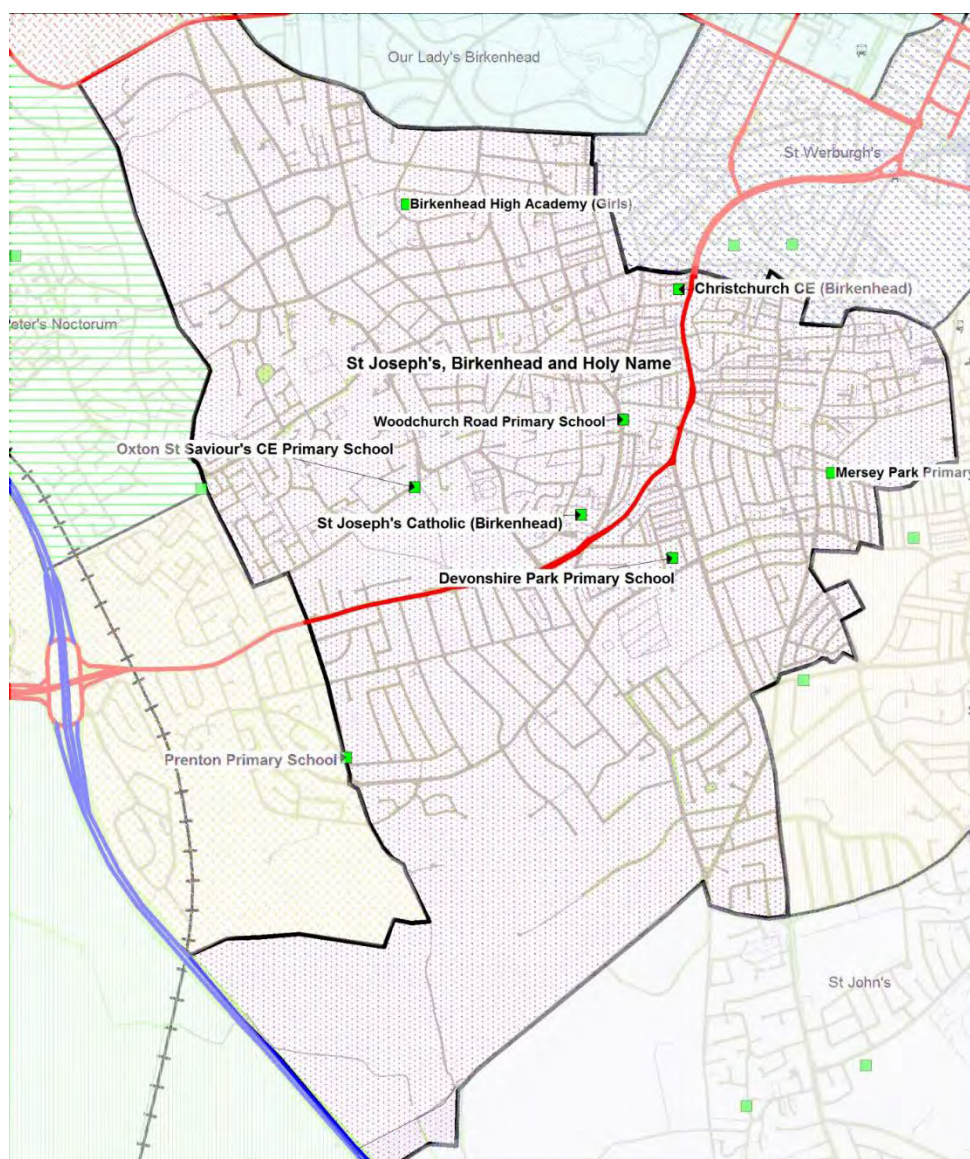 Our Lady's Birkenhead
St Werburgh's
Birkenhead High Academy (Girls)
Christchurch CE (Birkenhead)
eter's Noctorum
St Joseph's, Birkenhead and Holy Name
Woodchurch Road Primary School
Oxton St Saviour's CE Primary School
Mersey Park Primary
St Joseph's Catholic (Birkenhead)
Devonshire Park Primary School
Prenton Primary School
St John's